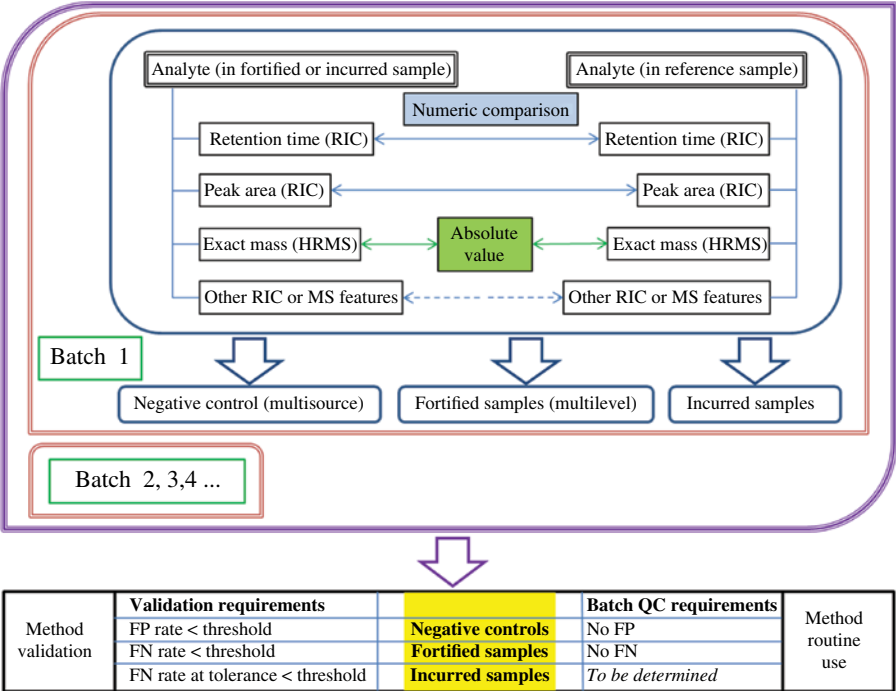 Analyte (in fortified or incurred sample)
Analyte (in reference sample)
Numeric comparison
Retention time (RIC)
Retention time (RIC)
Peak area (RIC)
Peak area (RIC)
Exact mass (HRMS)
Absolute
value
Exact mass (HRMS)
Other RIC or MS features
Other RIC or MS features
Batch 1
Negative control (multisource)
Fortified samples (multilevel)
Incurred samples
Batch 2, 3,4 ...
Method
validation
Validation requirements
Batch QC requirements
FP rate < threshold
Negative controls
No FP
FN rate < threshold
Fortified samples
No FN
FN rate at tolerance < threshold
Incurred samples
To be determined
Method
routine
use